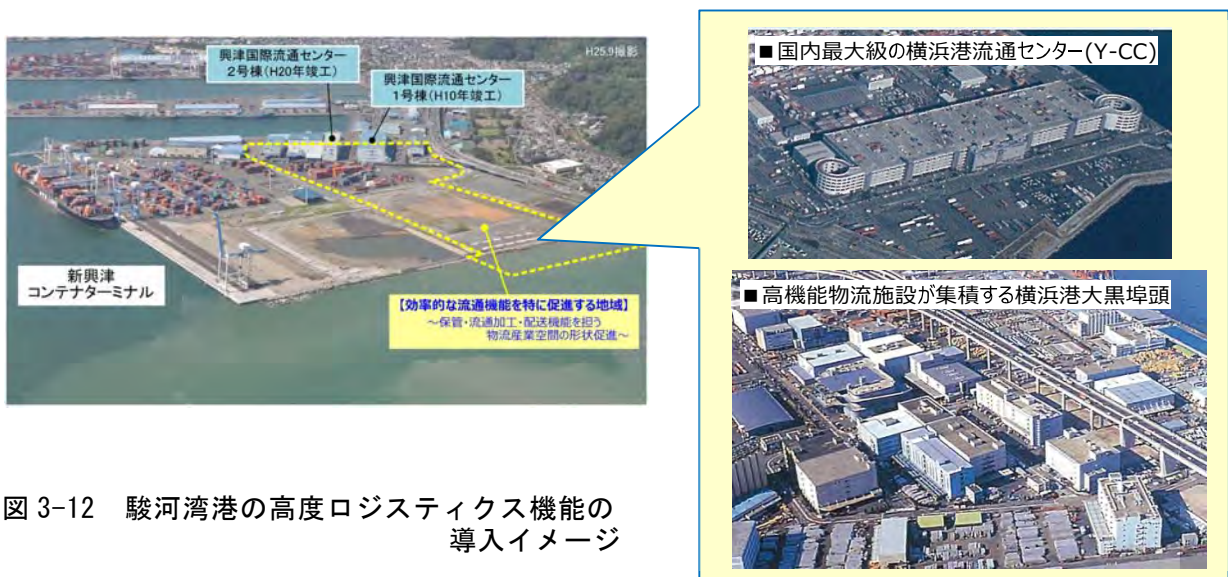 興津国際流通センター
2号棟(H20年竣工)
興津国際流通センター
1号棟(H10年竣工)
H25.9撮影
新興津
コンテナターミナル
【効率的な流通機能を特に促進する地域】
～保管・流通加工・配送機能を担う
物流産業空間の形状促進～
■国内最大級の横浜港流通センター(Y-CC)
■高機能物流施設が集積する横浜港大黒埠頭
図 3-12 駿河湾港の高度ロジスティクス機能の
導入イメージ